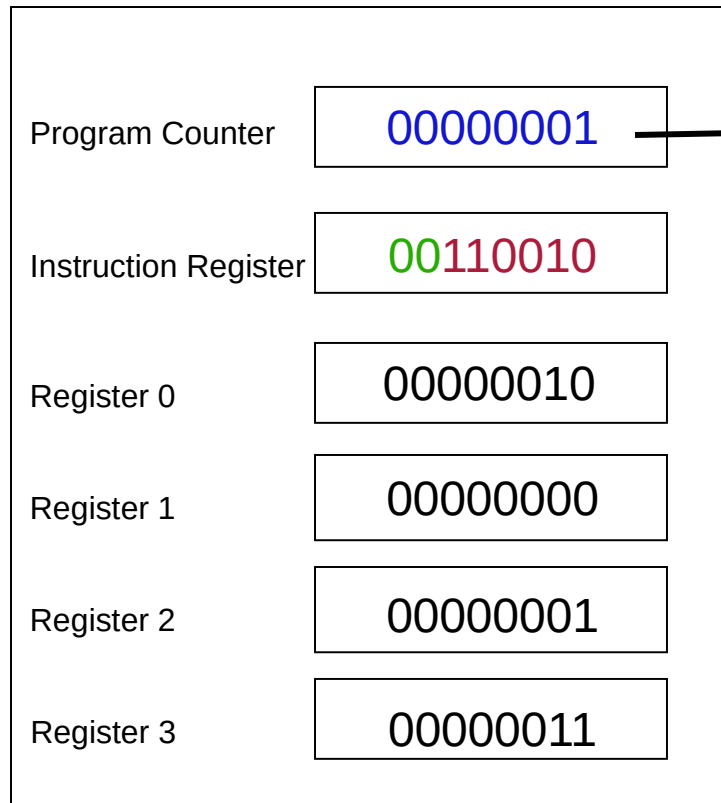 Program Counter 00000001
Instruction Register 00110010
Register 0 00000010
Register 1 00000000
Register 2 00000001
Register 3 00000011